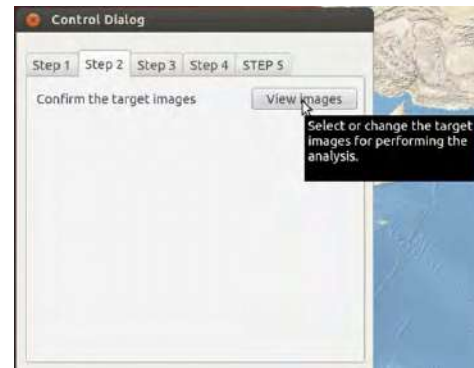 Control Dialog
Step 1 Step 2 Step 3 Step 4 STEP 5
Confirm the target images View images
Select or change the target
images for performing the
analysis.